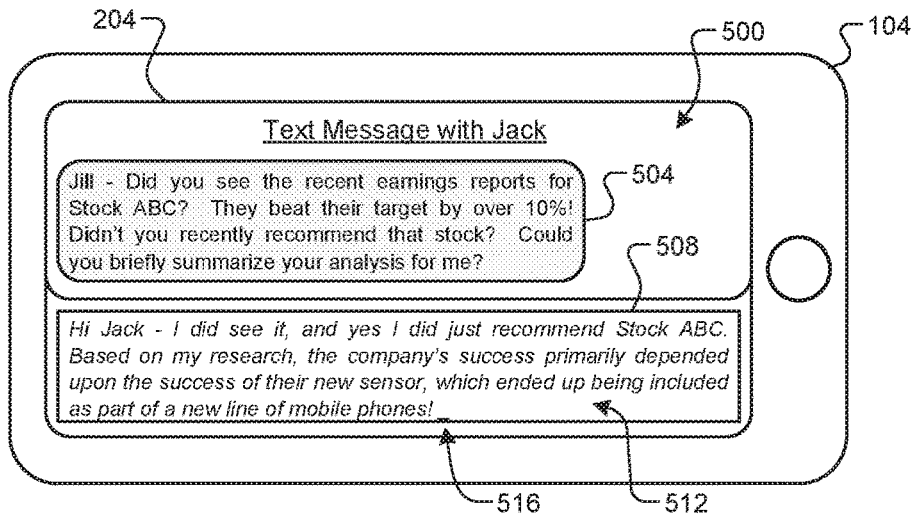 204
104
500
Text Message with Jack
Jill - Did you see the recent earnings reports for
Stock ABC? They beat their target by over 10%!
Didn't you recently recommend that stock? Could
you briefly summarize your analysis for me?
504
508
Hi Jack - I did see it, and yes I did just recommend Stock ABC.
Based on my research, the company's success primarily depended
upon the success of their new sensor, which ended up being included
as part of a new line of mobile phones! _
516
512